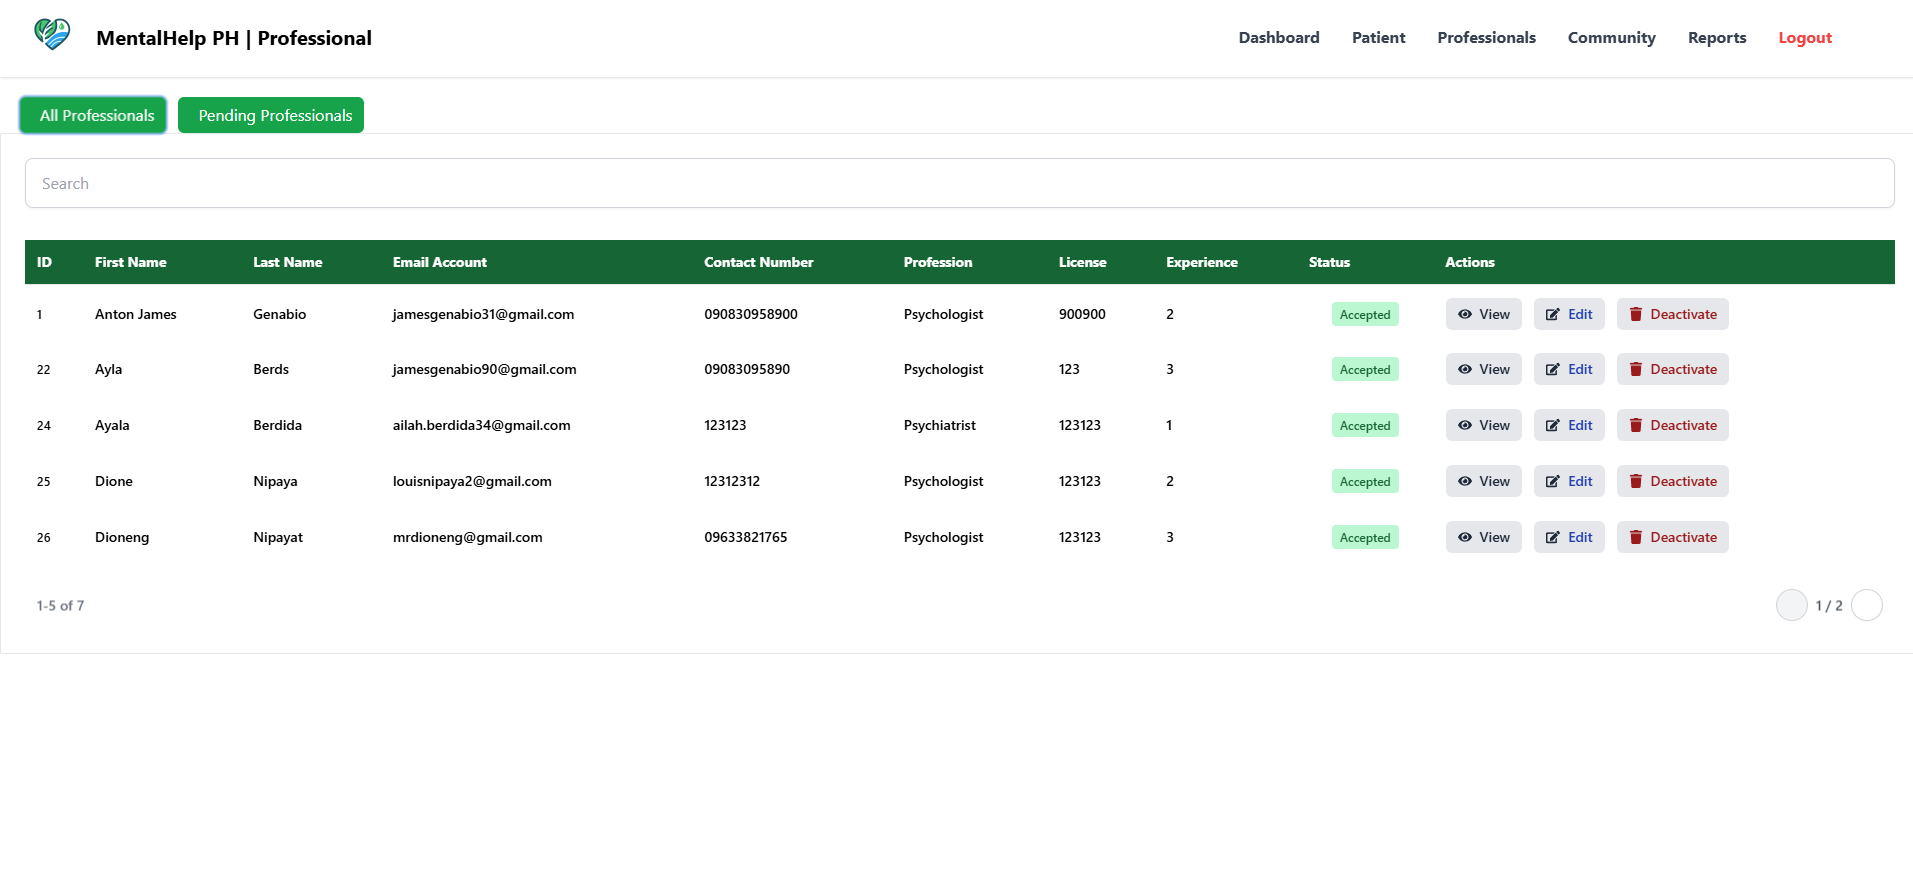 MentalHelp PH | Professional
Dashboard Patient Professionals Community Reports Logout
All Professionals Pending Professionals
Search
ID First Name Last Name Email Account Contact Number Profession License Experience Status Actions
1 Anton James Genabio jamesgenabio31@gmail.com 090830958900 Psychologist 900900 2 Accepted View Edit Deactivate
22 Ayla Berds jamesgenabio90@gmail.com 09083095890 Psychologist 123 3 Accepted View Edit Deactivate
24 Ayala Berdida ailah.berdida34@gmail.com 123123 Psychiatrist 123123 1 Accepted View Edit Deactivate
25 Dione Nipaya louisnipaya2@gmail.com 12312312 Psychologist 123123 2 Accepted View Edit Deactivate
26 Dioneng Nipayat mrdioneng@gmail.com 09633821765 Psychologist 123123 3 Accepted View Edit Deactivate
1-5 of 7 1 / 2